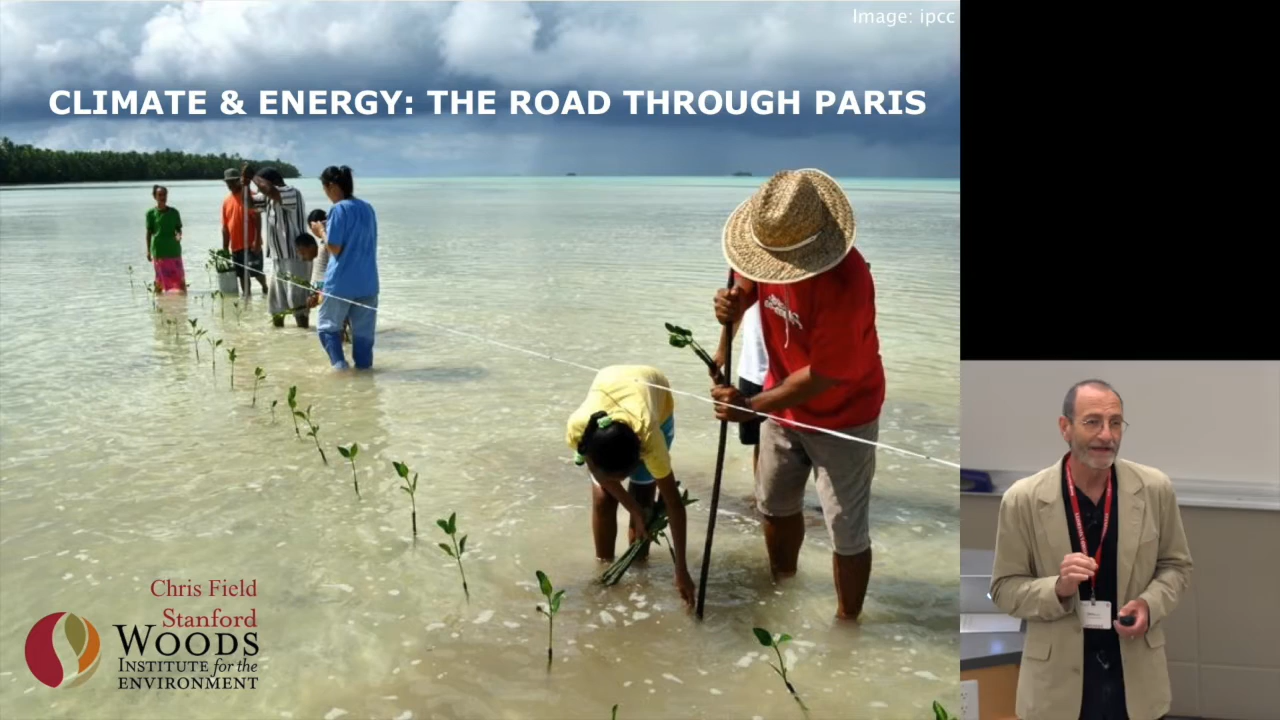 Image: ipcc
CLIMATE & ENERGY: THE ROAD THROUGH PARIS
Chris Field
Stanford
WOODS
INSTITUTE for the
ENVIRONMENT